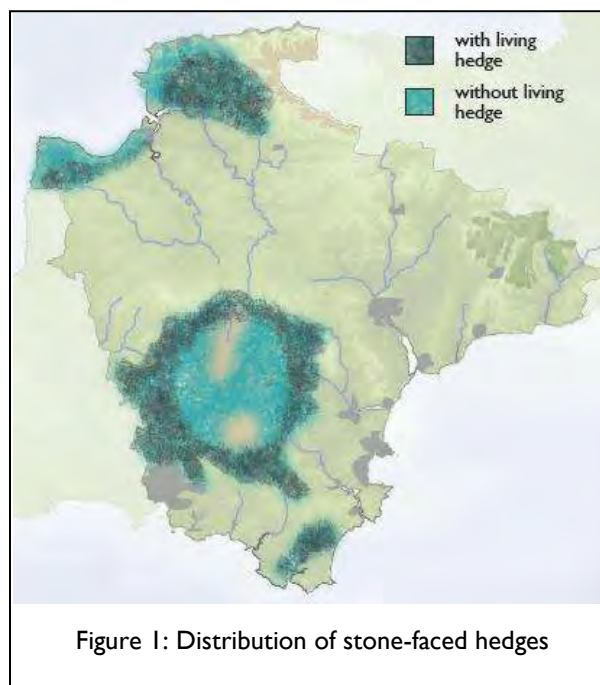 with living
hedge
without living
hedge
Figure 1: Distribution of stone-faced hedges